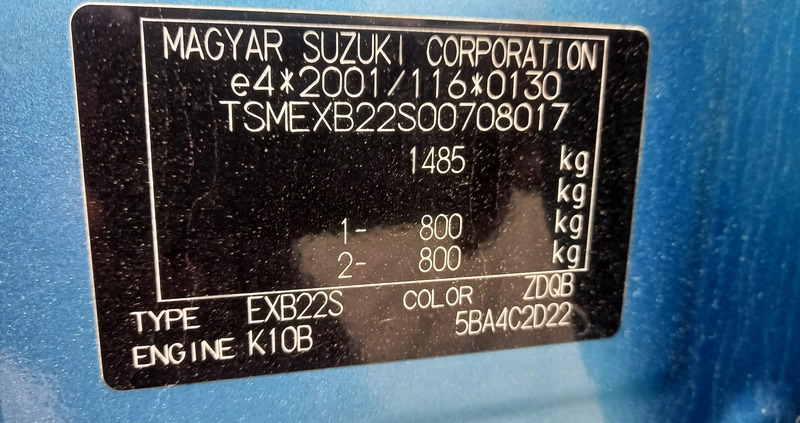 MAGYAR SUZUKI CORPORATION
e4*2001/116*0130
TSMEXB22S00708017
1485 kg
kg
1- 800 kg
2- 800 kg
TYPE EXB22S COLOR ZDQB
ENGINE K10B 5BA4C2D22